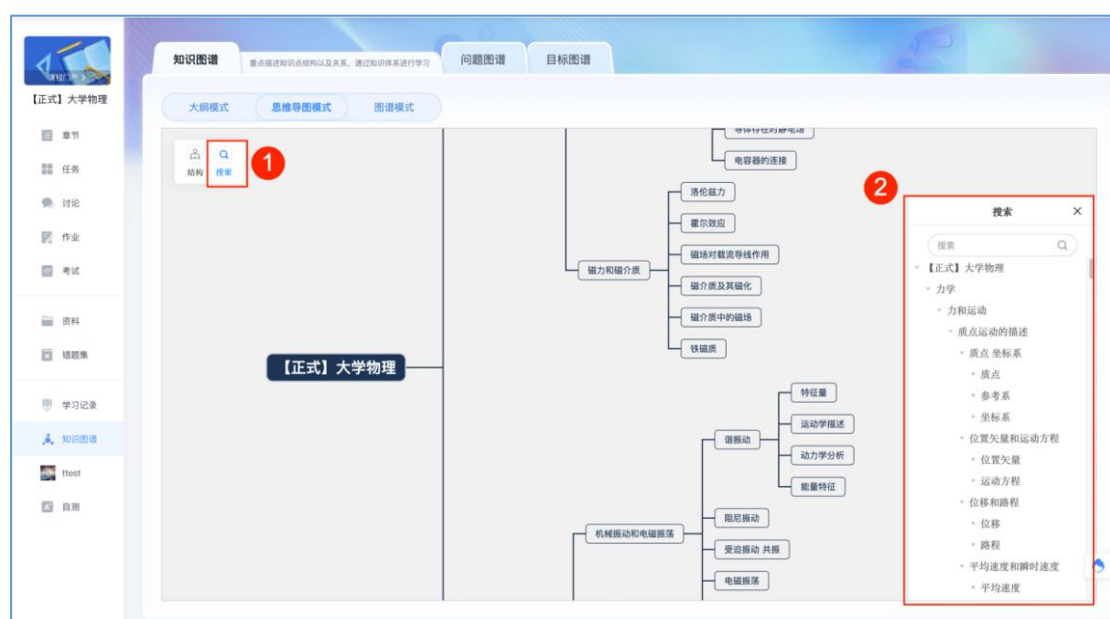 课程门户 >
【正式】大学物理
章节
任务
讨论
作业
考试
资料
错题集
学习记录
知识图谱
ttest
自测
知识图谱
重点描述知识点结构以及关系、通过知识体系进行学习
问题图谱
目标图谱
大纲模式
思维导图模式
图谱模式
结构
搜索
1
【正式】大学物理
导体存在时静电场
电容器的连接
磁力和磁介质
洛伦兹力
霍尔效应
磁场对载流导线作用
磁介质及其磁化
磁介质中的磁场
铁磁质
机械振动和电磁振荡
谐振动
特征量
运动学描述
动力学分析
能量特征
阻尼振动
受迫振动 共振
电磁振荡
2
搜索
搜索
【正式】大学物理
力学
力和运动
质点运动的描述
质点 坐标系
质点
参考系
坐标系
位置矢量和运动方程
位置矢量
运动方程
位移和路程
位移
路程
平均速度和瞬时速度
平均速度